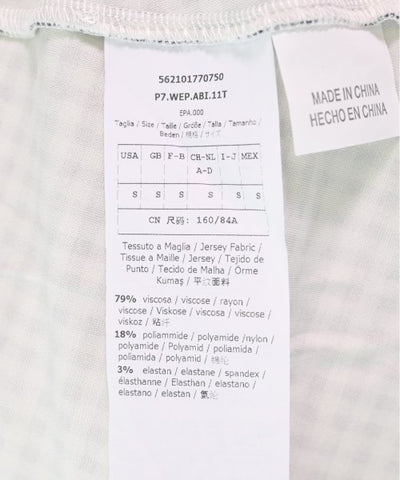 562101770750
P7.WEP.ABI.11T
EPA.000
Taglia / Size / Taille / Größe / Talla / Tamanho /
Beden / 規格 / サイズ
USA GB F-B CH-NL I-J MEX
A-D
S S S S S S
CN 尺码: 160/84A
Tessuto a Maglia / Jersey Fabric /
Tissue a Maille / Jersey / Tejido de
Punto / Tecido de Malha / Örme
Kumaş / 平纹面料
79% viscosa / viscose / rayon /
viscose / Viskose / viscosa / viscose /
viskoz / 粘纤
18% poliammide / polyamide /nylon /
polyamide / Polyamid / poliamida /
poliamida / polyamid / 锦纶
3% elastan / elastane / spandex /
élasthanne / Elasthan / elastano /
elastano / elastan / 氨纶
MADE IN CHINA
HECHO EN CHINA